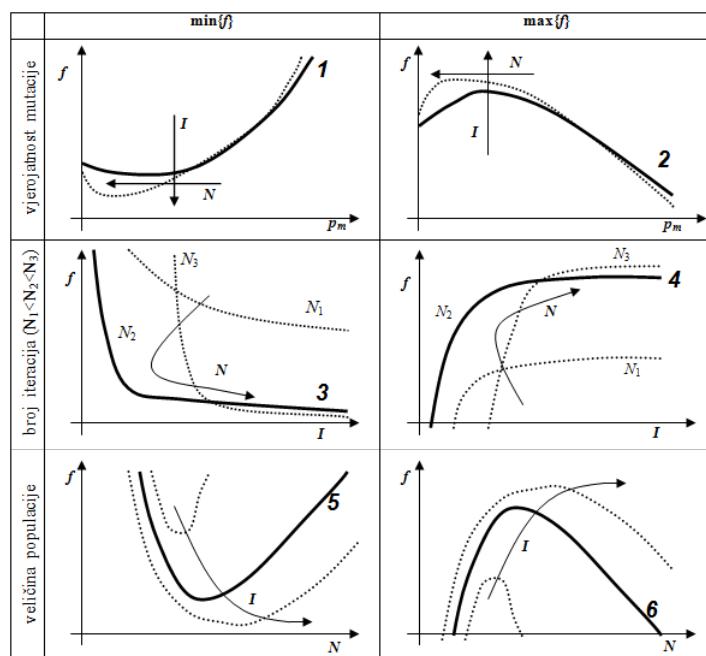 min{f}
max{f}
vjerojatnost mutacije
f
1
I
N
p_m
f
N
I
2
p_m
broj iteracija (N₁<N₂<N₃)
f
N₃
N₁
N₂
N
3
I
f
N₃
4
N₂
N
N₁
I
veličina populacije
f
5
I
N
f
I
6
N